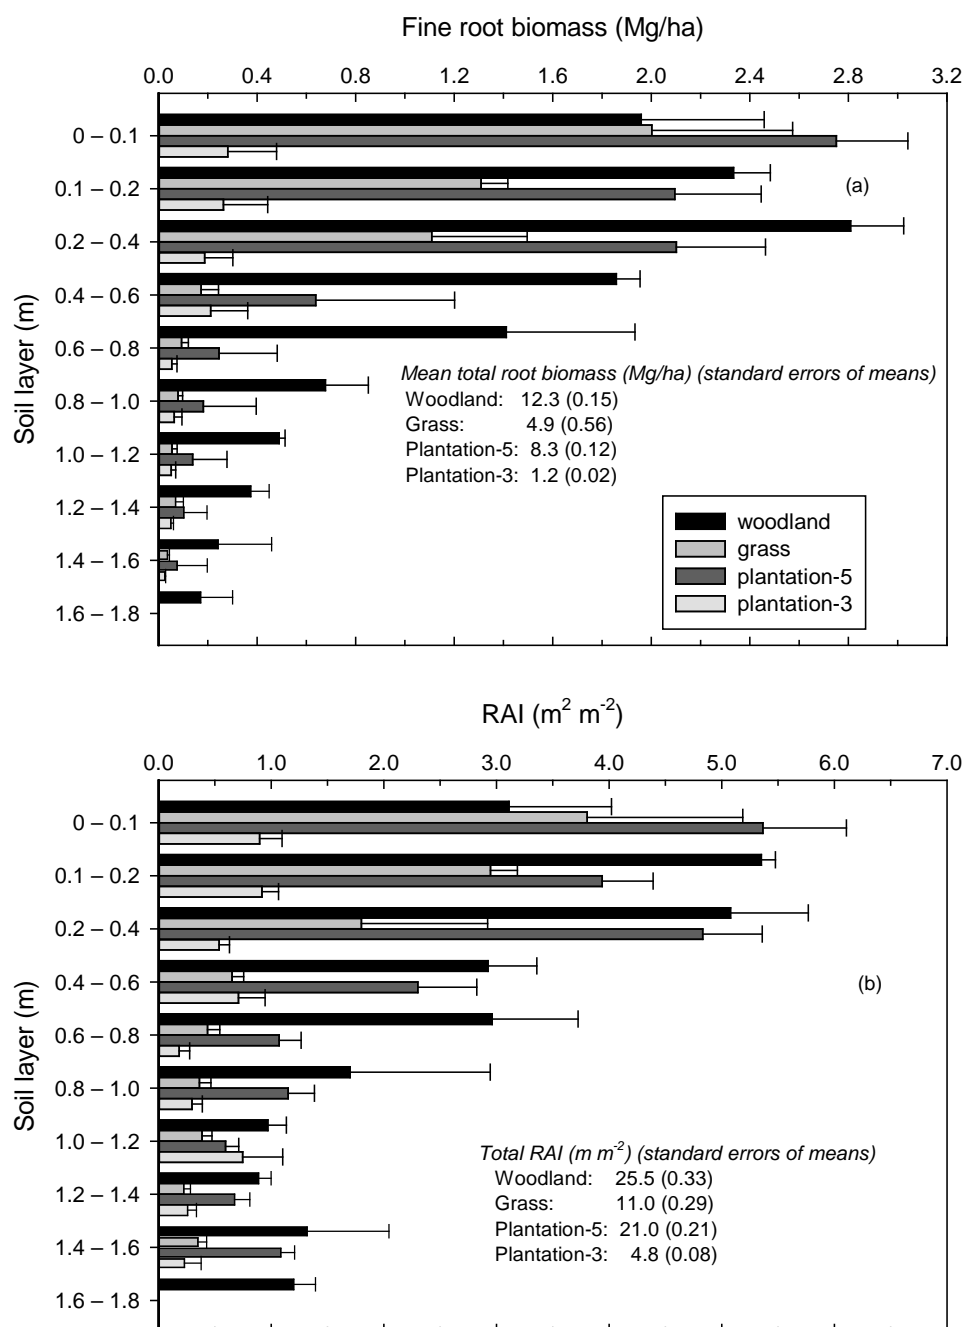 Fine root biomass (Mg/ha)
0.0 0.4 0.8 1.2 1.6 2.0 2.4 2.8 3.2
Soil layer (m)
0 – 0.1
0.1 – 0.2
0.2 – 0.4
0.4 – 0.6
0.6 – 0.8
0.8 – 1.0
1.0 – 1.2
1.2 – 1.4
1.4 – 1.6
1.6 – 1.8
(a)
Mean total root biomass (Mg/ha) (standard errors of means)
Woodland: 12.3 (0.15)
Grass: 4.9 (0.56)
Plantation-5: 8.3 (0.12)
Plantation-3: 1.2 (0.02)
woodland
grass
plantation-5
plantation-3
RAI (m² m⁻²)
0.0 1.0 2.0 3.0 4.0 5.0 6.0 7.0
Soil layer (m)
0 – 0.1
0.1 – 0.2
0.2 – 0.4
0.4 – 0.6
0.6 – 0.8
0.8 – 1.0
1.0 – 1.2
1.2 – 1.4
1.4 – 1.6
1.6 – 1.8
(b)
Total RAI (m m⁻²) (standard errors of means)
Woodland: 25.5 (0.33)
Grass: 11.0 (0.29)
Plantation-5: 21.0 (0.21)
Plantation-3: 4.8 (0.08)